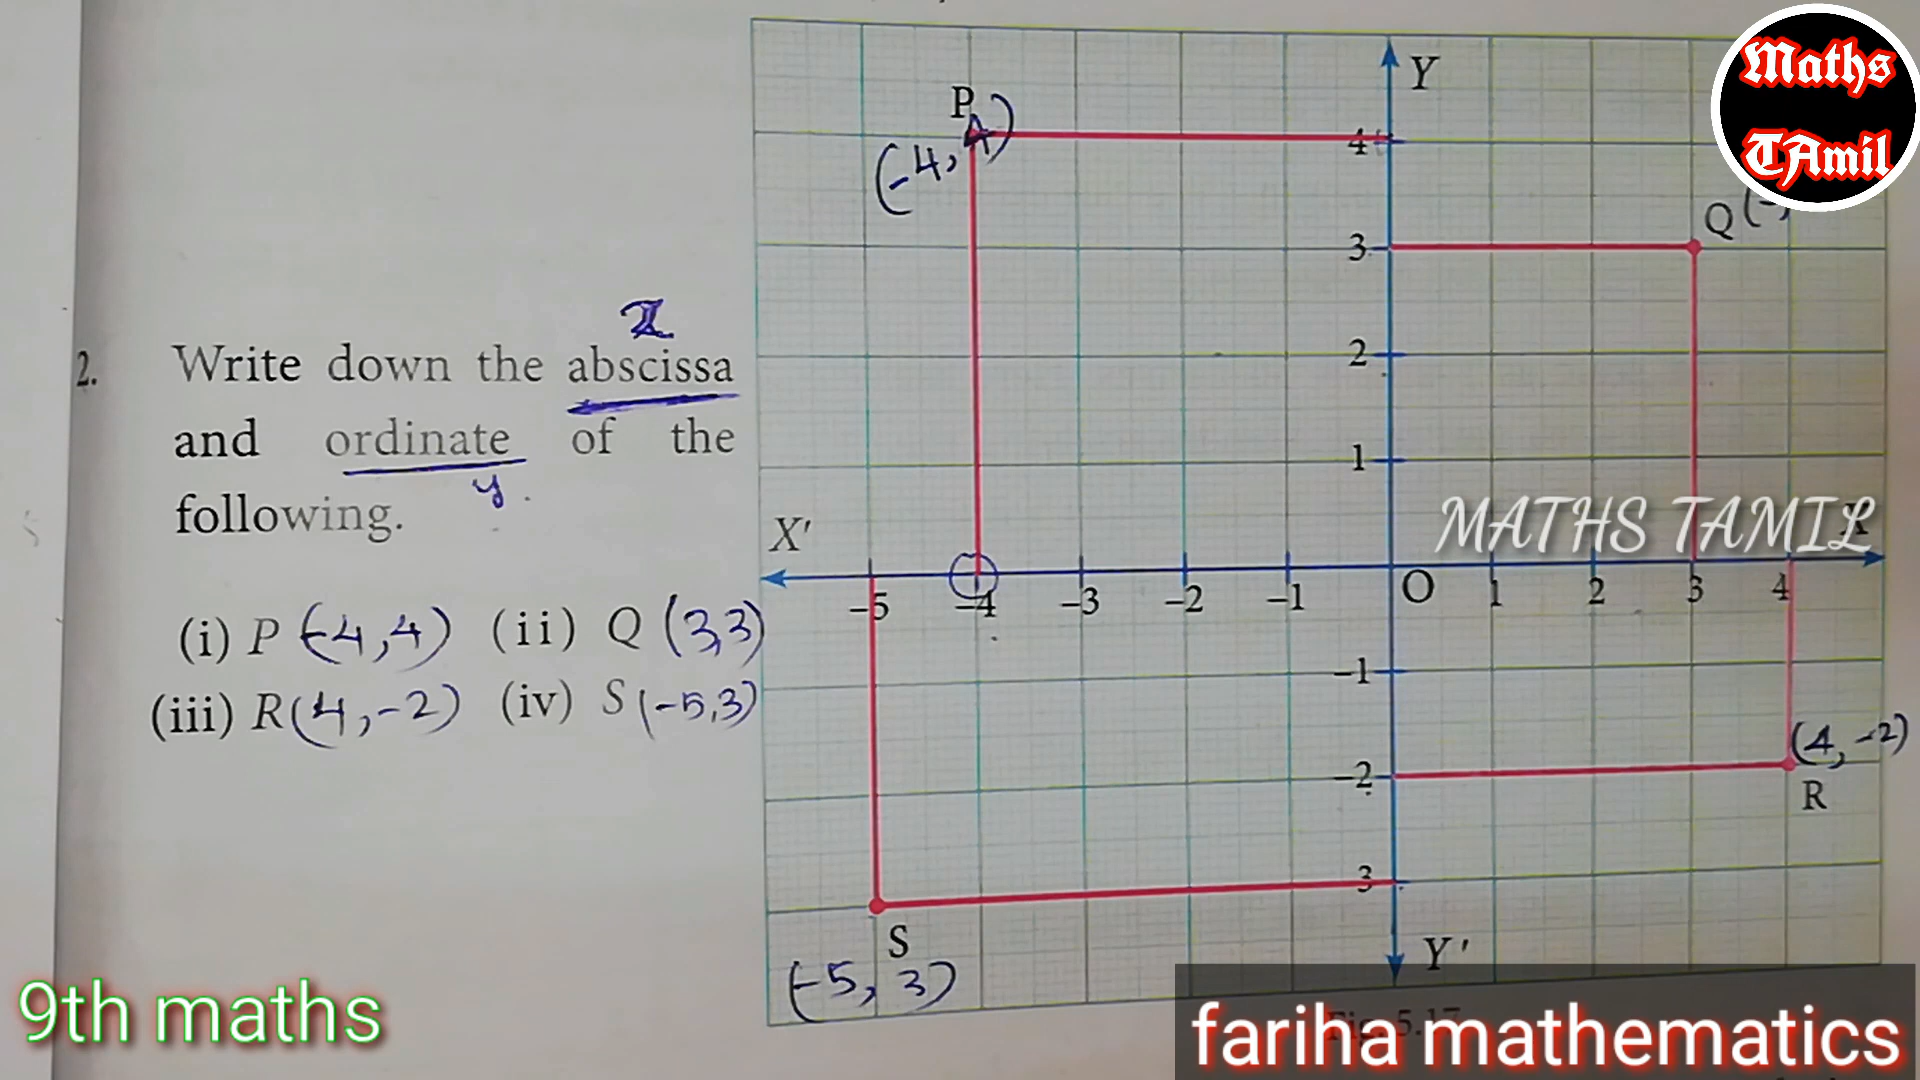 Maths
TAmil
2. Write down the abscissa
x
and ordinate of the
y
following.
(i) P (-4,4) (ii) Q (3,3)
(iii) R (4,-2) (iv) S (-5,3)
Y
P
(-4, 4)
4
Q
3
2
1
MATHS TAMIL
X'
O
–5 –4 –3 –2 –1 1 2 3 4
–1
(4, -2)
–2
R
3
S
Y'
(-5, 3)
9th maths
fariha mathematics